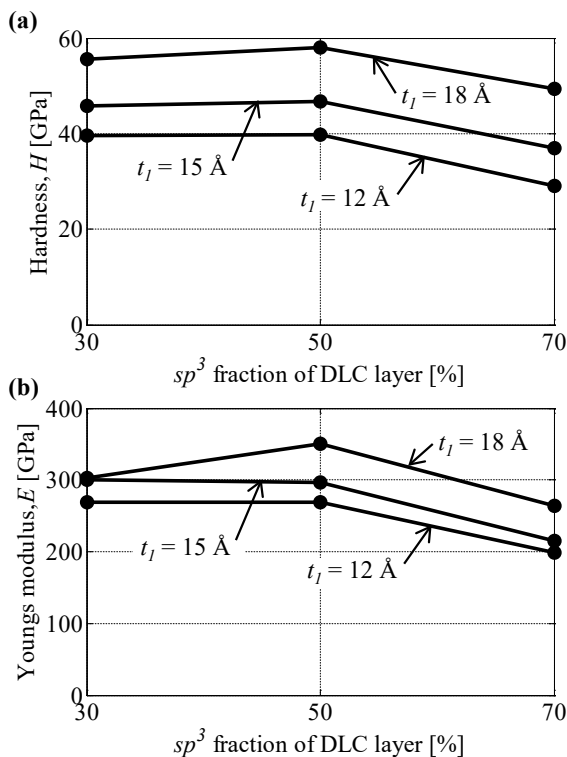 (a)
60
40
20
0
Hardness, H [GPa]
t₁ = 18 Å
t₁ = 15 Å
t₁ = 12 Å
30 50 70
sp³ fraction of DLC layer [%]
(b)
400
300
200
100
0
Youngs modulus,E [GPa]
t₁ = 18 Å
t₁ = 15 Å
t₁ = 12 Å
30 50 70
sp³ fraction of DLC layer [%]